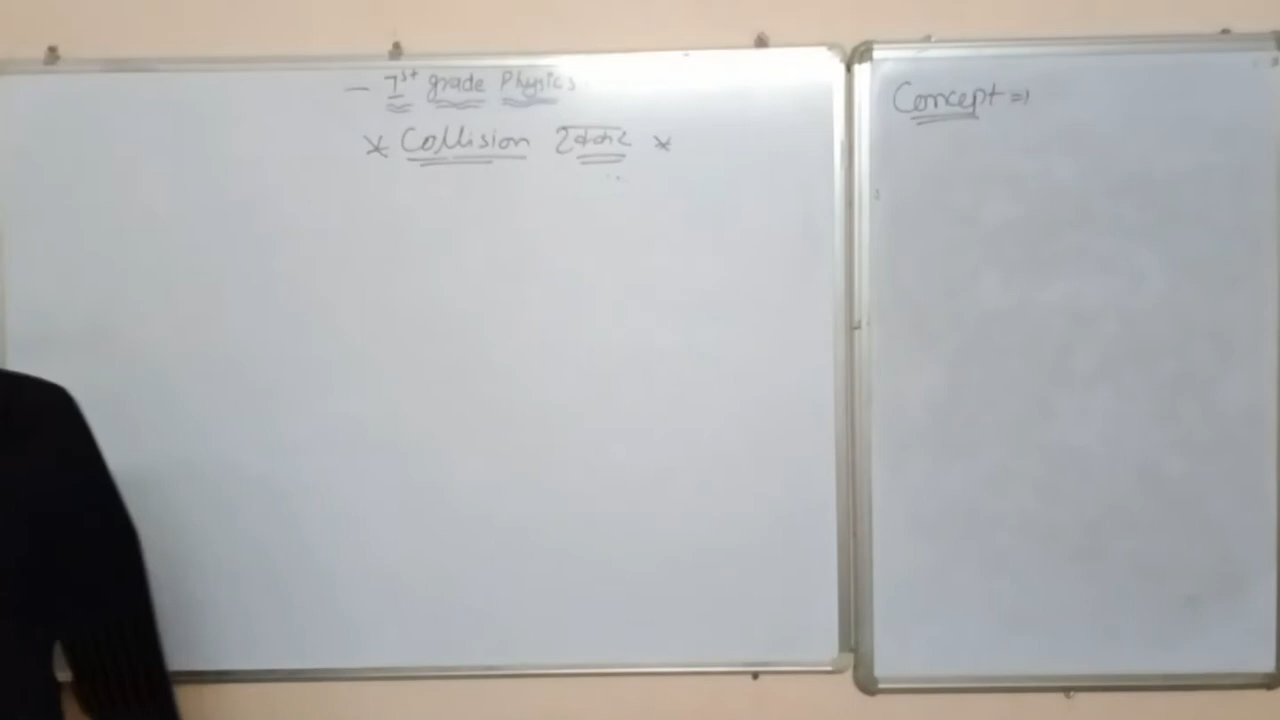 – 1st grade Physics
* Collision टक्कर *
Concept ⇒